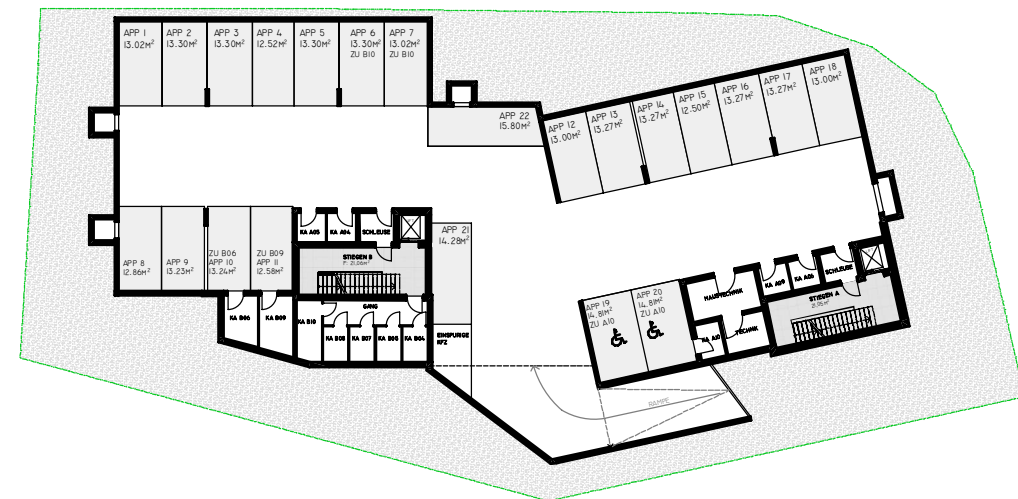 APP 1
13.02M²
APP 2
13.30M²
APP 3
13.30M²
APP 4
12.52M²
APP 5
13.30M²
APP 6
13.30M²
ZU B10
APP 7
13.02M²
ZU B10
APP 22
15.80M²
APP 12
13.00M²
APP 13
13.27M²
APP 14
13.27M²
APP 15
12.50M²
APP 16
13.27M²
APP 17
13.27M²
APP 18
13.00M²
APP 8
12.86M²
APP 9
13.23M²
ZU B06
APP 10
13.24M²
ZU B09
APP 11
12.58M²
KA A05
KA A04
SCHLEUSE
STIEGEN B
F: 21.06M²
APP 21
14.28M²
EINSPURIGE
KFZ
KA B06
KA B09
KA B10
GANG
KA B08
KA B07
KA B05
KA B04
APP 19
14.81M²
ZU A10
APP 20
14.81M²
ZU A10
HAUSTECHNIK
TECHNIK
KA A10
KA A09
KA A06
SCHLEUSE
STIEGEN A
RAMPE